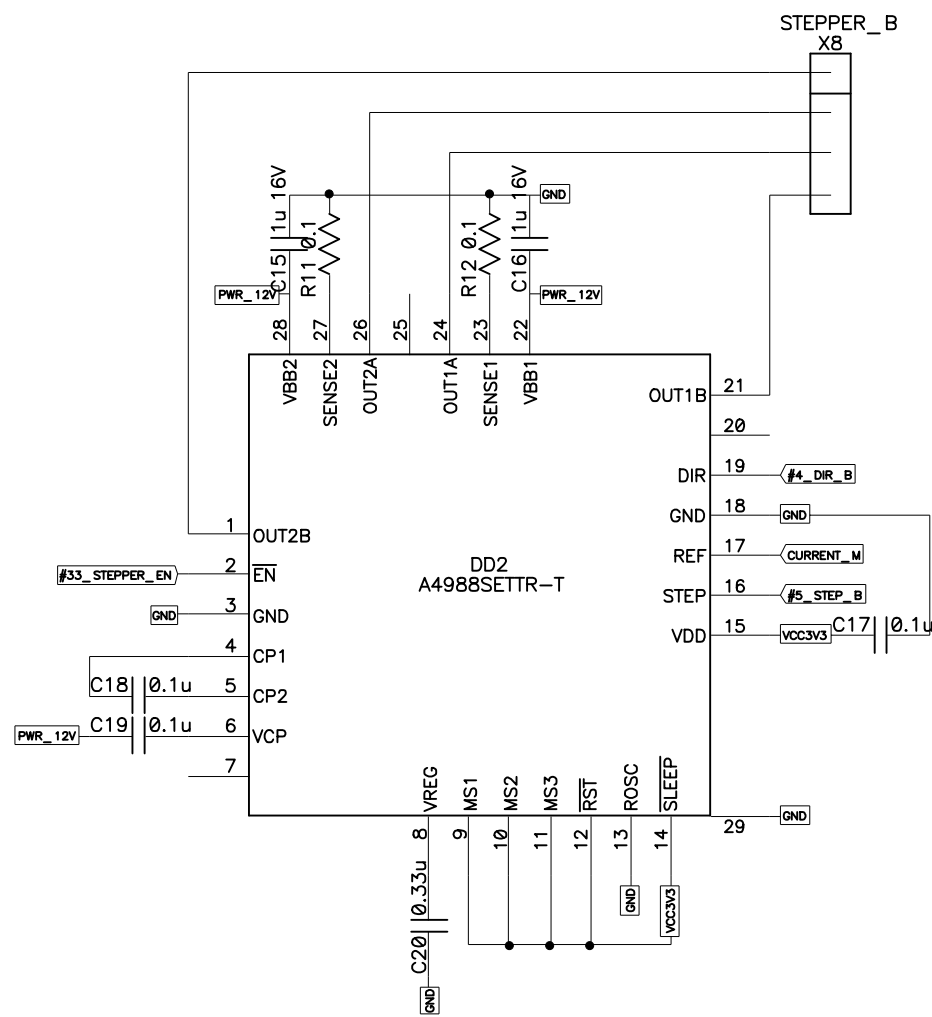 STEPPER_B
X8
1u 16V
C15
R11 0.1
R12 0.1
1u 16V
C16
GND
PWR_12V
PWR_12V
28
27
26
25
24
23
22
VBB2
SENSE2
OUT2A
OUT1A
SENSE1
VBB1
OUT1B
21
20
DIR
19
#4_DIR_B
GND
18
GND
1
OUT2B
REF
17
CURRENT_M
#33_STEPPER_EN
2
EN
DD2
A4988SETTR-T
STEP
16
#5_STEP_B
GND
3
GND
VDD
15
VCC3V3
C17
0.1u
4
CP1
C18
0.1u
5
CP2
PWR_12V
C19
0.1u
6
VCP
7
VREG
MS1
MS2
MS3
RST
ROSC
SLEEP
8
9
10
11
12
13
14
29
GND
0.33u
C20
GND
GND
VCC3V3